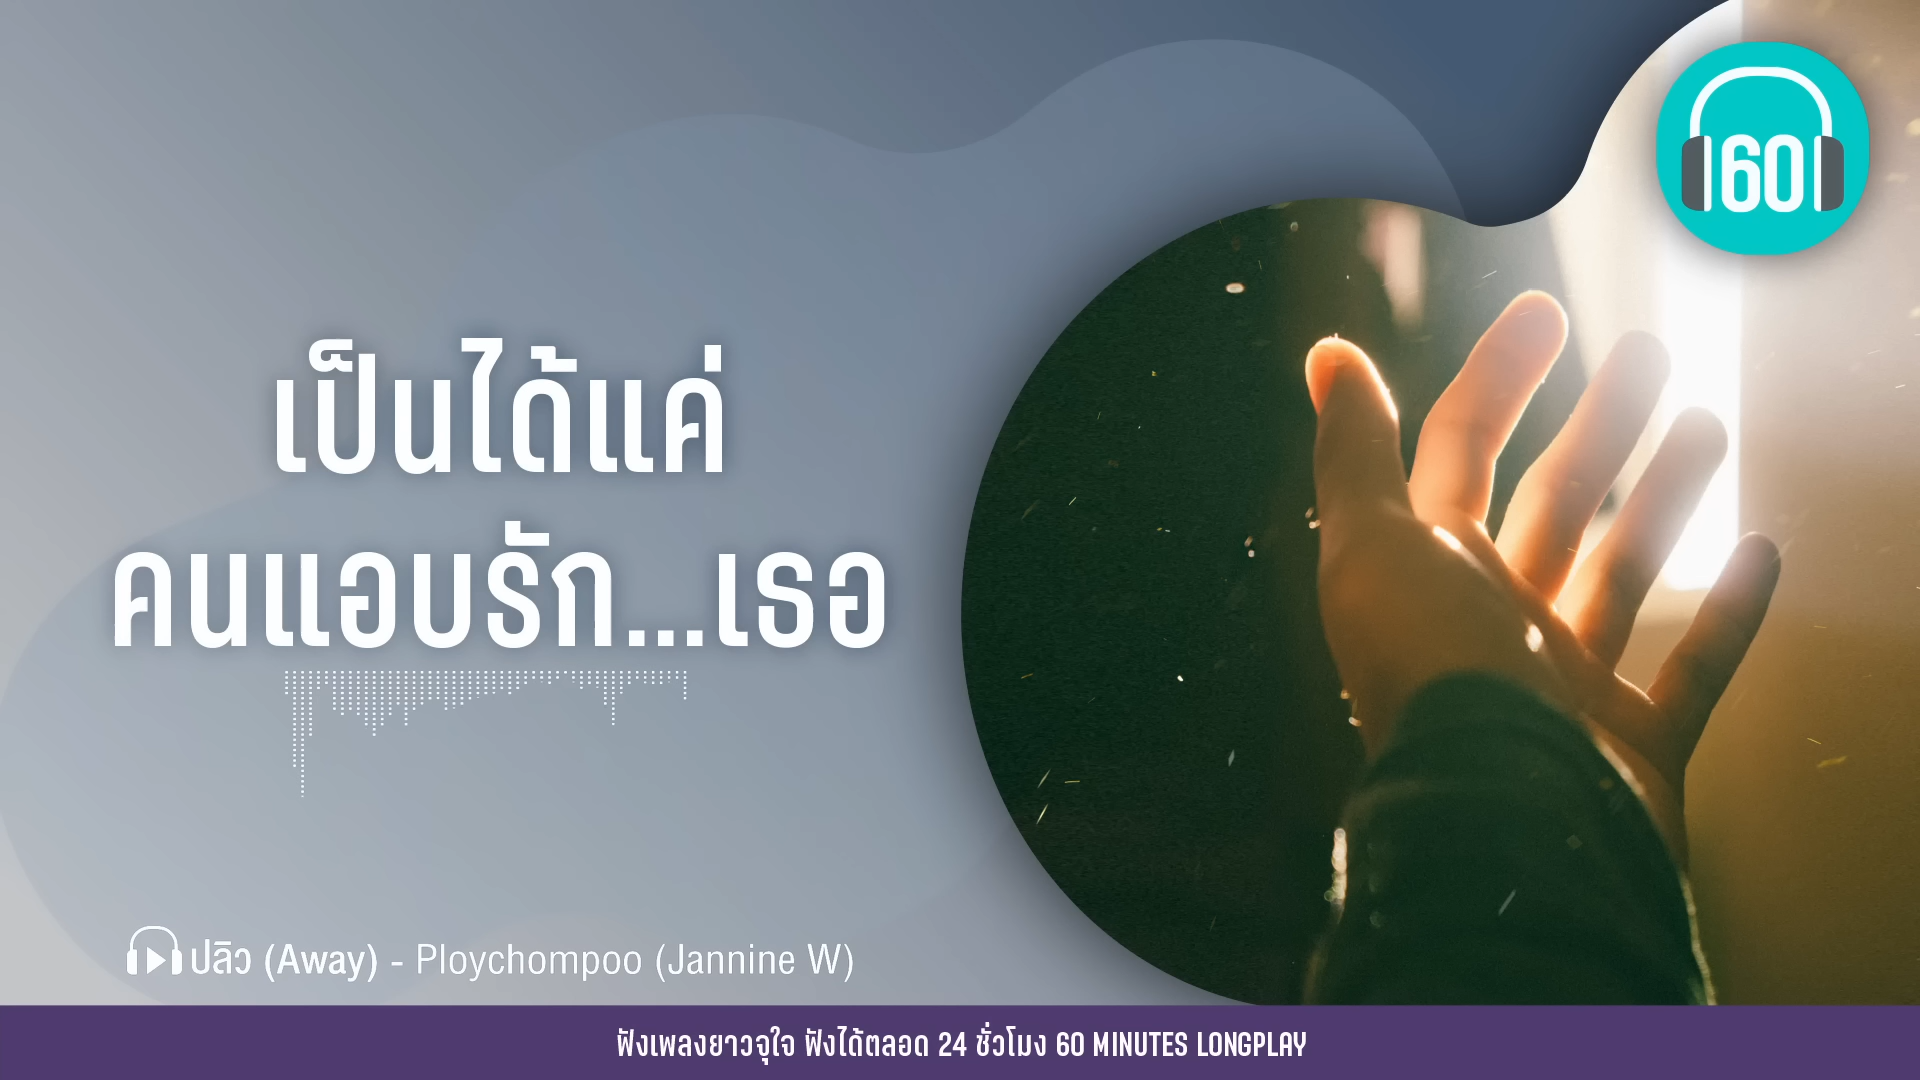 60
เป็นได้แค่
คนแอบรัก...เธอ
ปลิว (Away) - Ploychompoo (Jannine W)
ฟังเพลงยาวจุใจ ฟังได้ตลอด 24 ชั่วโมง 60 MINUTES LONGPLAY